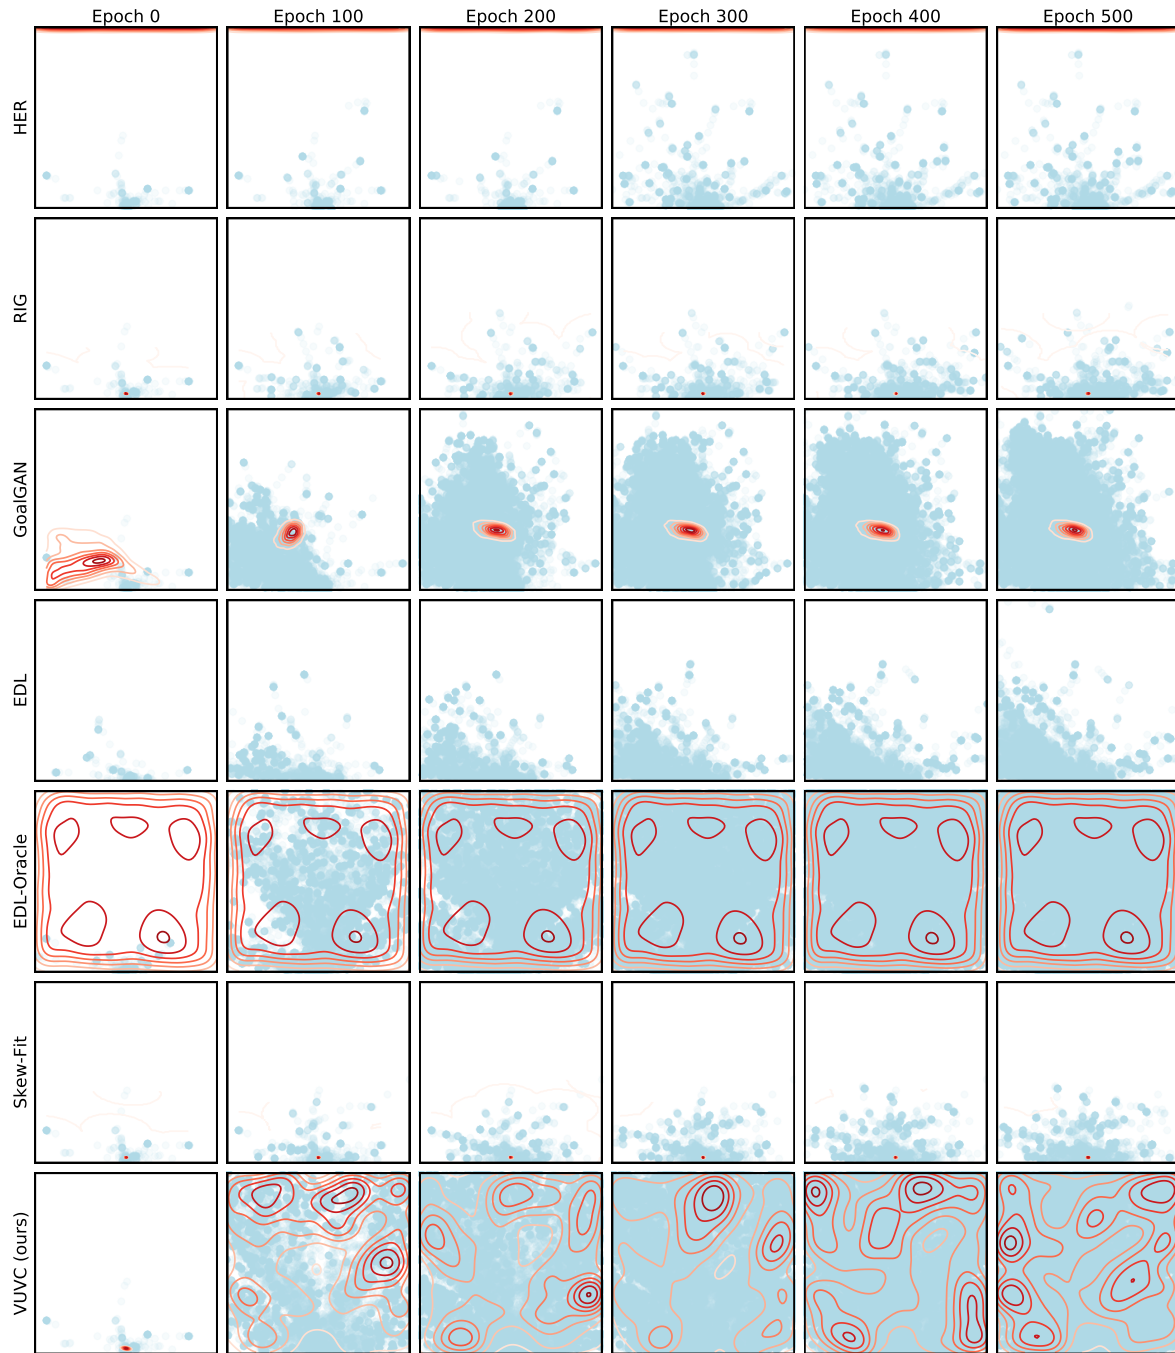 Epoch 0 Epoch 100 Epoch 200 Epoch 300 Epoch 400 Epoch 500
HER
RIG
GoalGAN
EDL
EDL-Oracle
Skew-Fit
VUVC (ours)